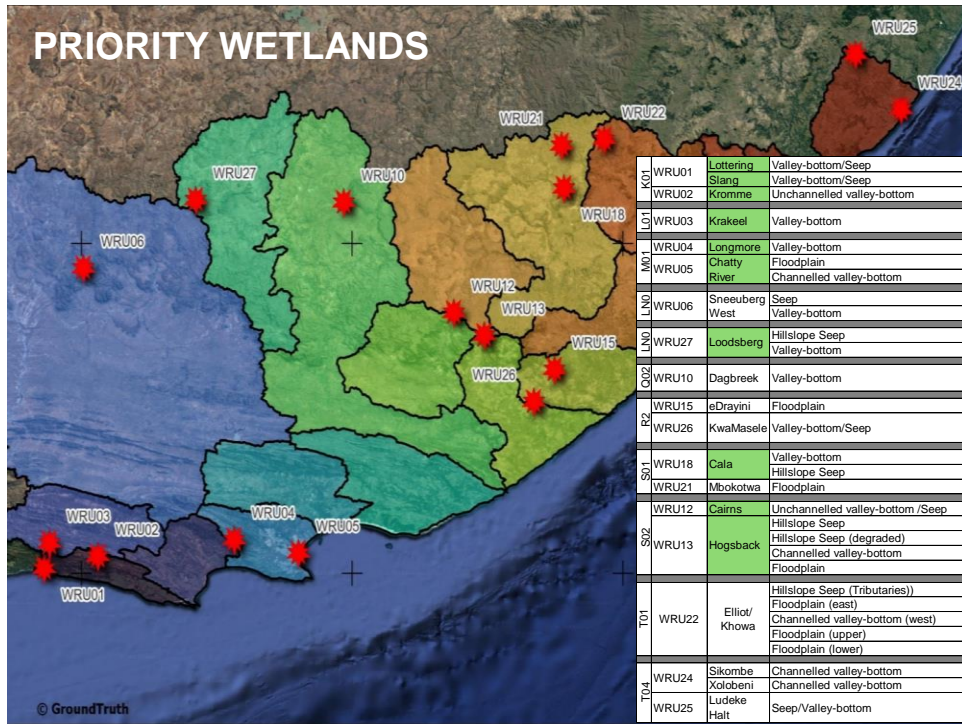 PRIORITY WETLANDS
WRU25
WRU24
WRU21
WRU22
WRU27
WRU10
WRU18
WRU06
WRU12
WRU13
WRU15
WRU26
WRU03
WRU02
WRU04
WRU05
WRU01
© GroundTruth
K01 WRU01 Lottering Valley-bottom/Seep
Slang Valley-bottom/Seep
WRU02 Kromme Unchannelled valley-bottom
L01 WRU03 Krakeel Valley-bottom
M01 WRU04 Longmore Valley-bottom
WRU05 Chatty Floodplain
River Channelled valley-bottom
LN0 WRU06 Sneeuberg Seep
West Valley-bottom
LN0 WRU27 Loodsberg Hillslope Seep
Valley-bottom
Q02 WRU10 Dagbreek Valley-bottom
R2 WRU15 eDrayini Floodplain
WRU26 KwaMasele Valley-bottom/Seep
S01 WRU18 Cala Valley-bottom
Hillslope Seep
WRU21 Mbokotwa Floodplain
S02 WRU12 Cairns Unchannelled valley-bottom /Seep
WRU13 Hogsback Hillslope Seep
Hillslope Seep (degraded)
Channelled valley-bottom
Floodplain
T01 WRU22 Elliot/ Hillslope Seep (Tributaries))
Khowa Floodplain (east)
Channelled valley-bottom (west)
Floodplain (upper)
Floodplain (lower)
T04 WRU24 Sikombe Channelled valley-bottom
Xolobeni Channelled valley-bottom
WRU25 Ludeke Seep/Valley-bottom
Halt